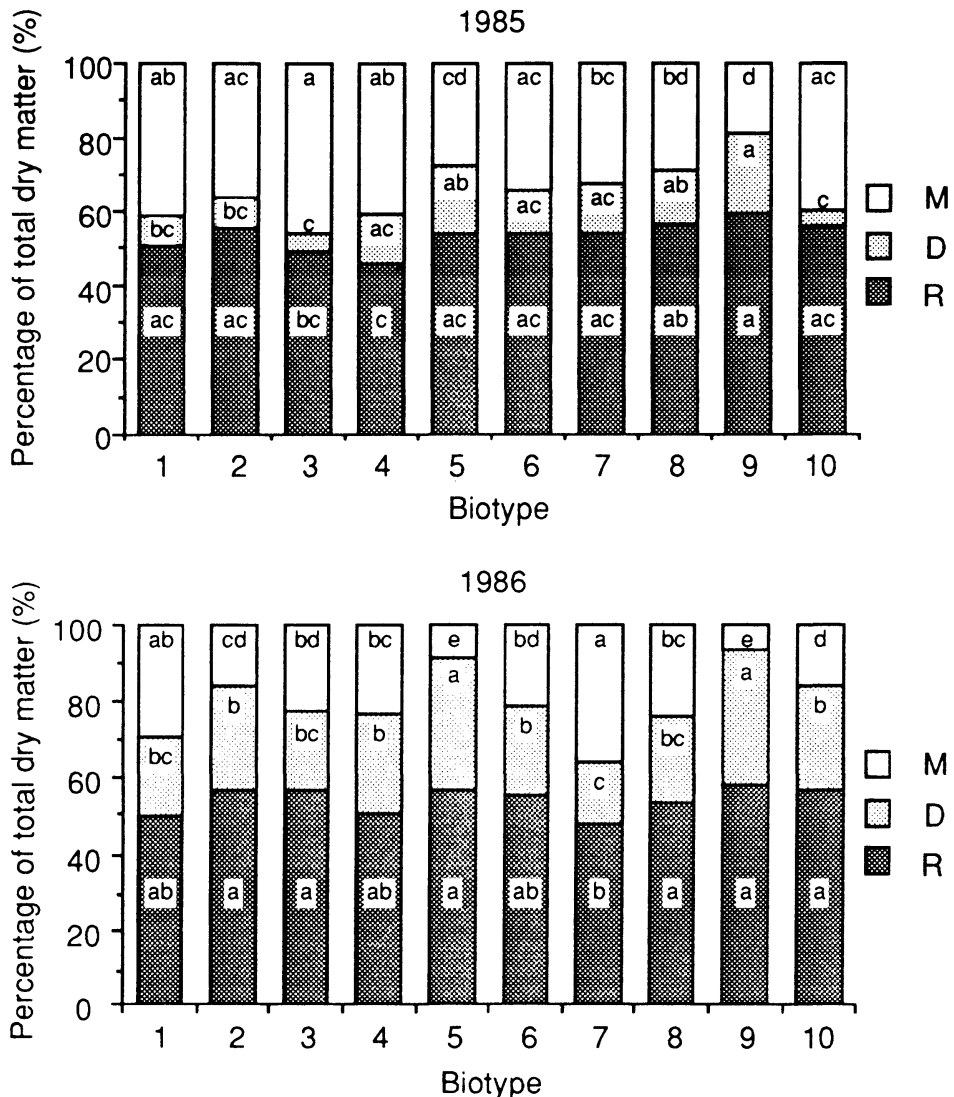 1985
Percentage of total dry matter (%)
100
80
60
40
20
0
ab ac a ab cd ac bc bd d ac
bc bc c ac ab ac ac ab a c
ac ac bc c ac ac ac ab a ac
1 2 3 4 5 6 7 8 9 10
Biotype
M
D
R
1986
Percentage of total dry matter (%)
100
80
60
40
20
0
ab cd bd bc e bd a bc e d
bc b bc b a b c bc a b
ab a a ab a ab b a a a
1 2 3 4 5 6 7 8 9 10
Biotype
M
D
R